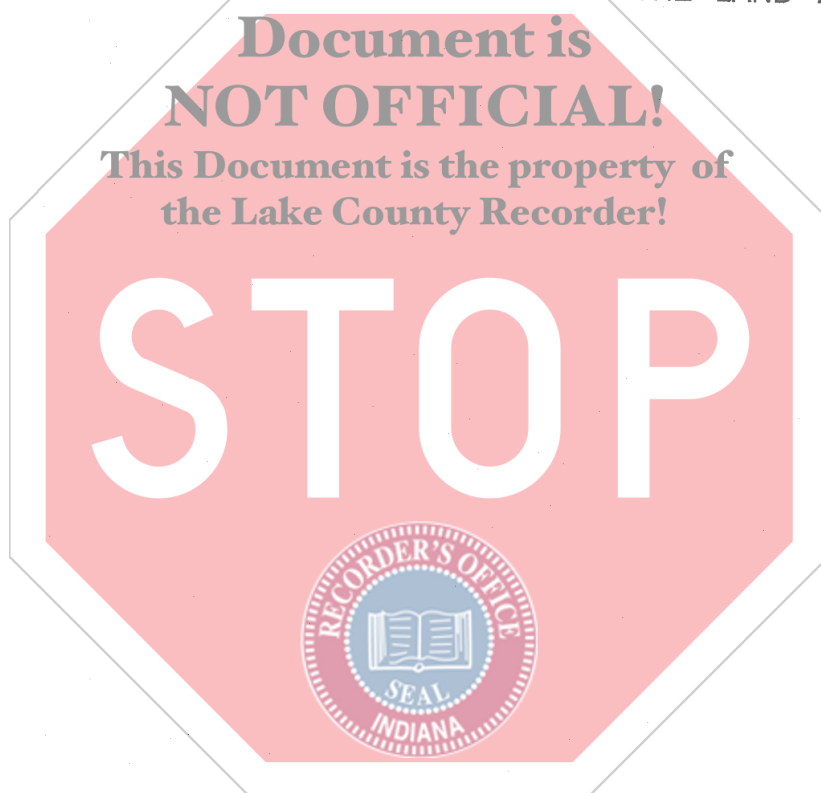 Document is
NOT OFFICIAL!
This Document is the property of
the Lake County Recorder!
STOP
RECORDER'S OFFICE
SEAL
INDIANA